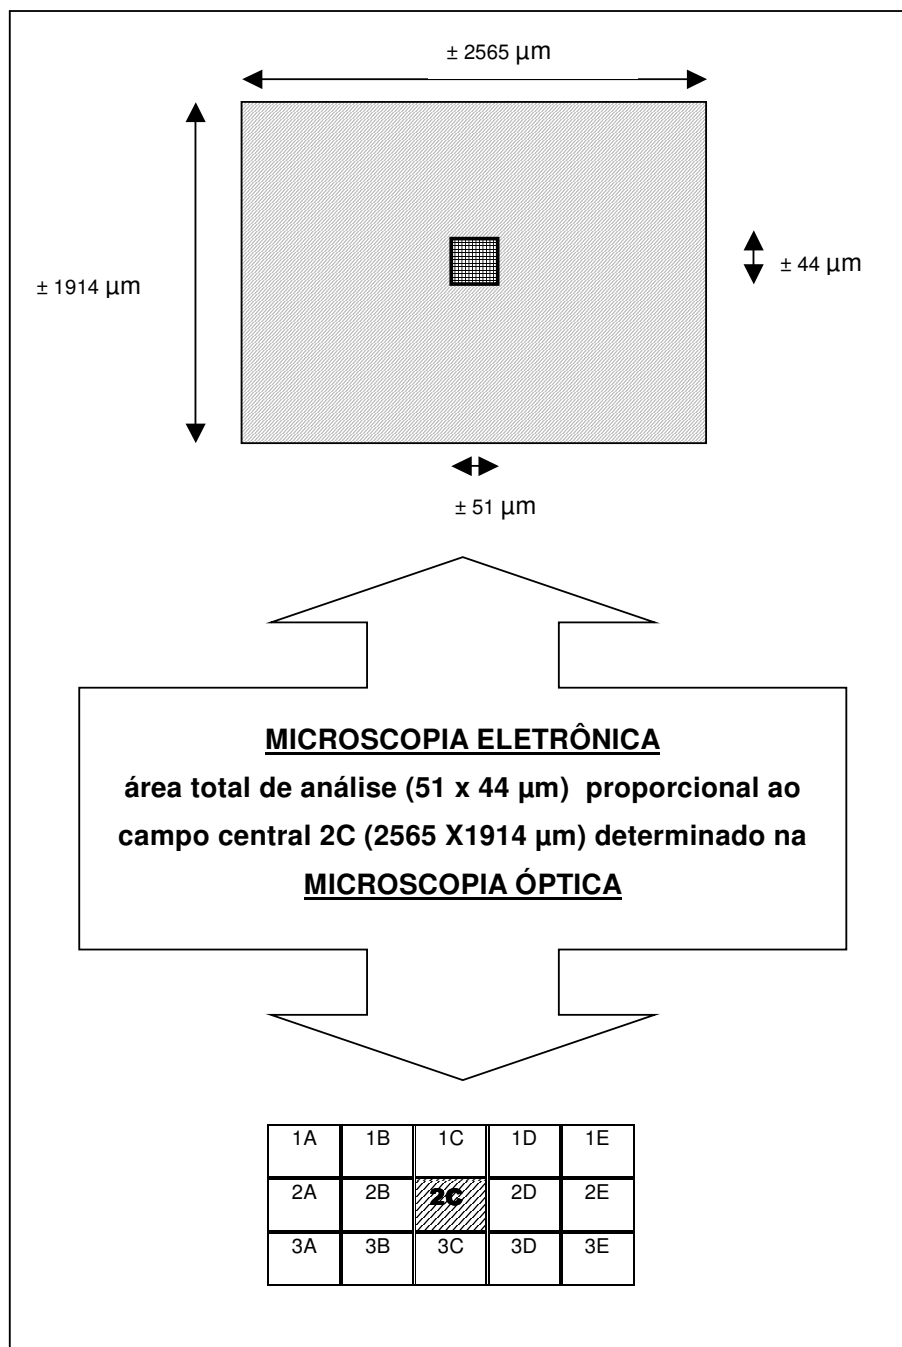 ± 2565 µm
± 44 µm
± 1914 µm
± 51 µm
MICROSCOPIA ELETRÔNICA
área total de análise (51 x 44 µm) proporcional ao
campo central 2C (2565 X1914 µm) determinado na
MICROSCOPIA ÓPTICA
1A 1B 1C 1D 1E
2A 2B 2C 2D 2E
3A 3B 3C 3D 3E